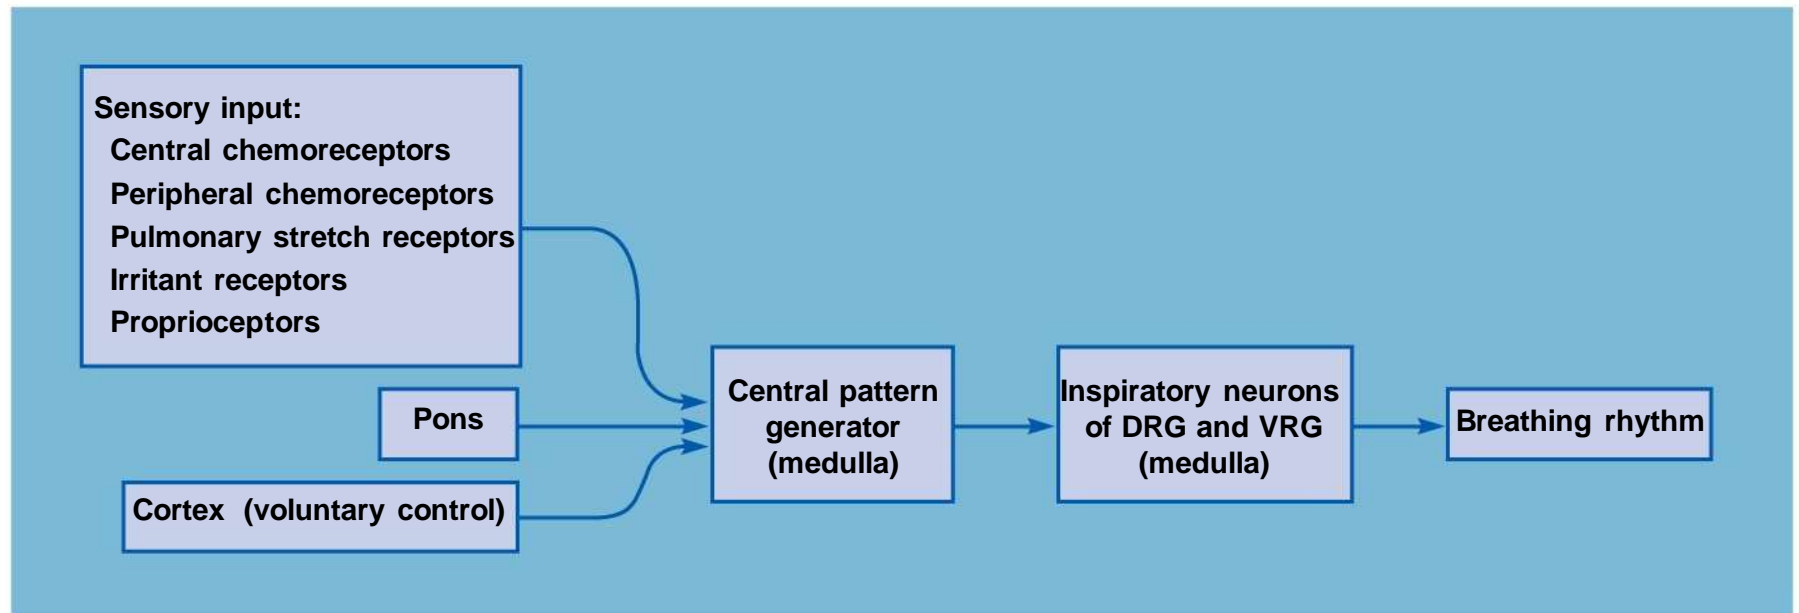 Sensory input:
Central chemoreceptors
Peripheral chemoreceptors
Pulmonary stretch receptors
Irritant receptors
Proprioceptors
Pons
Cortex (voluntary control)
Central pattern
generator
(medulla)
Inspiratory neurons
of DRG and VRG
(medulla)
Breathing rhythm